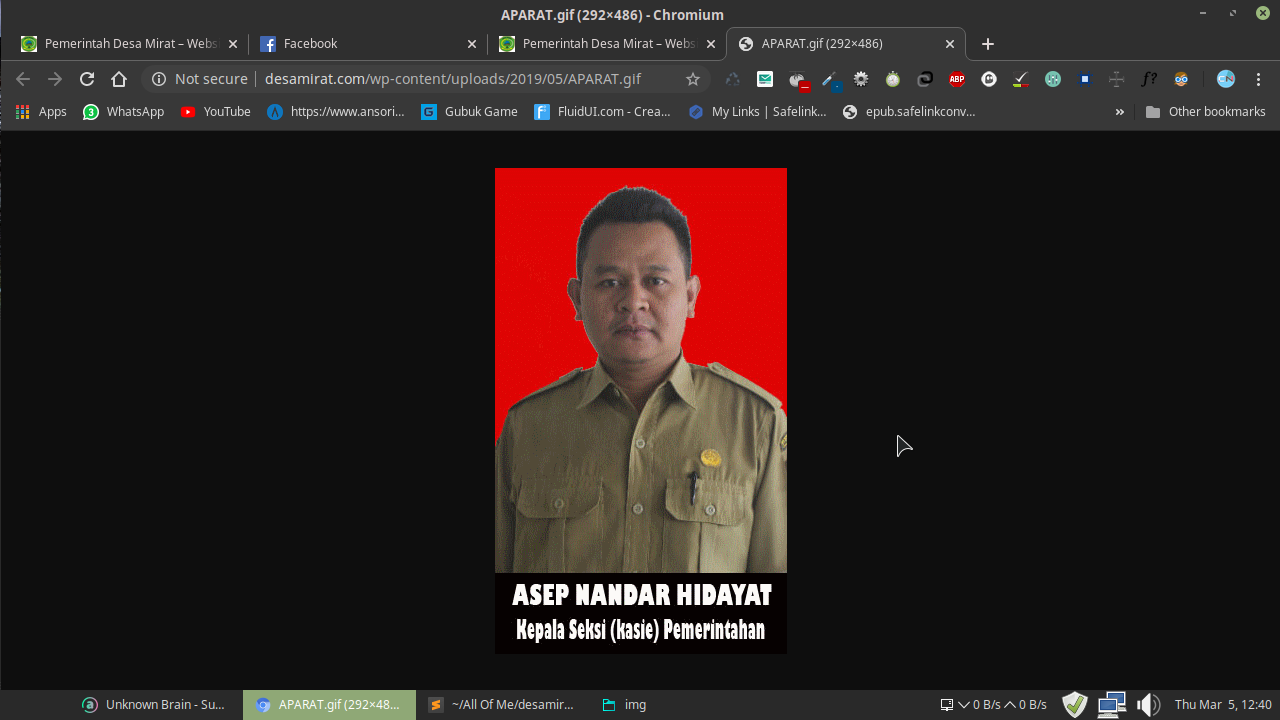 APARAT.gif (292×486) - Chromium
Pemerintah Desa Mirat – Webs
Facebook
Pemerintah Desa Mirat – Webs
APARAT.gif (292×486)
Not secure
desamirat.com/wp-content/uploads/2019/05/APARAT.gif
ABP
f?
Apps
3
WhatsApp
YouTube
https://www.ansori...
G
Gubuk Game
FluidUI.com - Crea...
My Links | Safelink...
epub.safelinkconv...
»
Other bookmarks
ASEP NANDAR HIDAYAT
Kepala Seksi (kasie) Pemerintahan
Unknown Brain - Su...
APARAT.gif (292×48...
~/All Of Me/desamir...
img
0 B/s
0 B/s
Thu Mar 5, 12:40